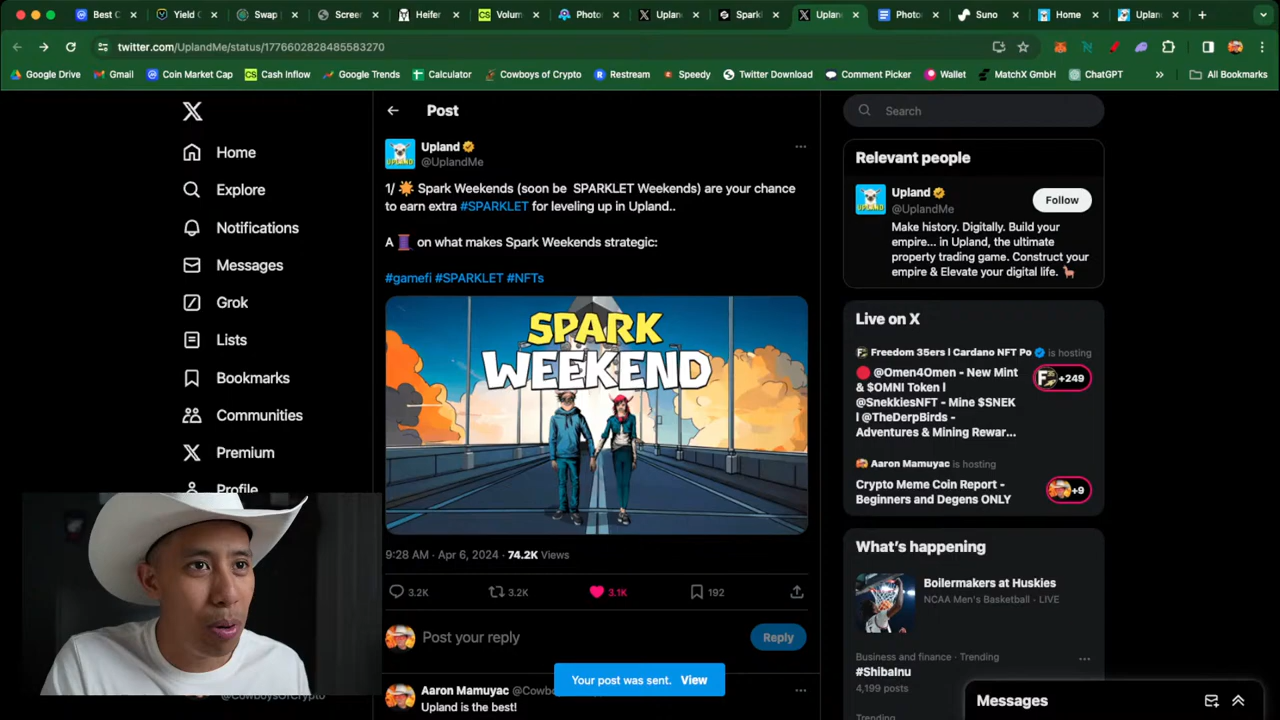 Best C
Yield
Swap
Screer
Heifer
Volum
Photo
Uplan
Sparkl
Uplan
Photo
Suno
Home
Uplan
twitter.com/UplandMe/status/1776602828485583270
Google Drive
Gmail
Coin Market Cap
CS Cash Inflow
Google Trends
Calculator
Cowboys of Crypto
Restream
Speedy
Twitter Download
Comment Picker
Wallet
MatchX GmbH
ChatGPT
All Bookmarks
Home
Explore
Notifications
Messages
Grok
Lists
Bookmarks
Communities
Premium
Profile
Post
Upland
@UplandMe
1/ Spark Weekends (soon be SPARKLET Weekends) are your chance
to earn extra #SPARKLET for leveling up in Upland..
A on what makes Spark Weekends strategic:
#gamefi #SPARKLET #NFTs
SPARK
WEEKEND
9:28 AM · Apr 6, 2024 · 74.2K Views
3.2K
3.2K
3.1K
192
Post your reply
Reply
Your post was sent. View
Aaron Mamuyac
Upland is the best!
Search
Relevant people
Upland
@UplandMe
Follow
Make history. Digitally. Build your
empire... in Upland, the ultimate
property trading game. Construct your
empire & Elevate your digital life.
Live on X
Freedom 35ers l Cardano NFT Po is hosting
@Omen4Omen - New Mint
& $OMNI Token l
@SnekkiesNFT - Mine $SNEK
l @TheDerpBirds -
Adventures & Mining Rewar...
+249
Aaron Mamuyac is hosting
Crypto Meme Coin Report -
Beginners and Degens ONLY
+9
What's happening
Boilermakers at Huskies
NCAA Men's Basketball · LIVE
Business and finance · Trending
#ShibaInu
4,199 posts
Messages